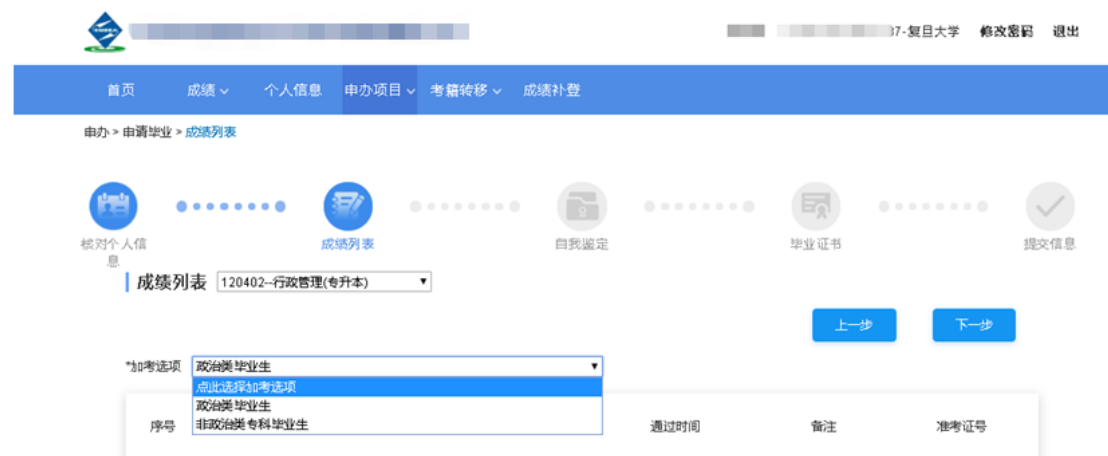 37-复旦大学 修改密码 退出
首页 成绩 个人信息 申办项目 考籍转移 成绩补登
申办 > 申请毕业 > 成绩列表
核对个人信息 成绩列表 自我鉴定 毕业证书 提交信息
成绩列表 120402--行政管理(专升本)
上一步 下一步
*加考选项 政治类毕业生
点此选择加考选项
政治类毕业生
非政治类专科毕业生
序号 通过时间 备注 准考证号